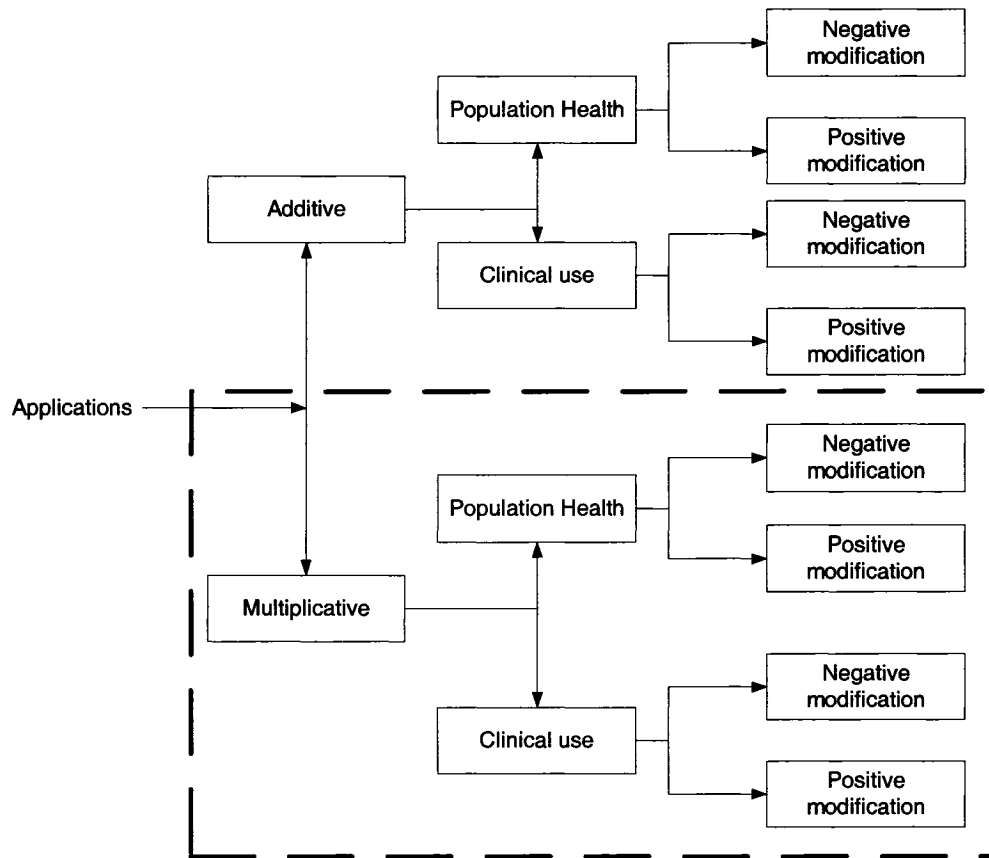 Negative
modification
Population Health
Positive
modification
Additive
Negative
modification
Clinical use
Positive
modification
Applications
Negative
modification
Population Health
Positive
modification
Multiplicative
Negative
modification
Clinical use
Positive
modification